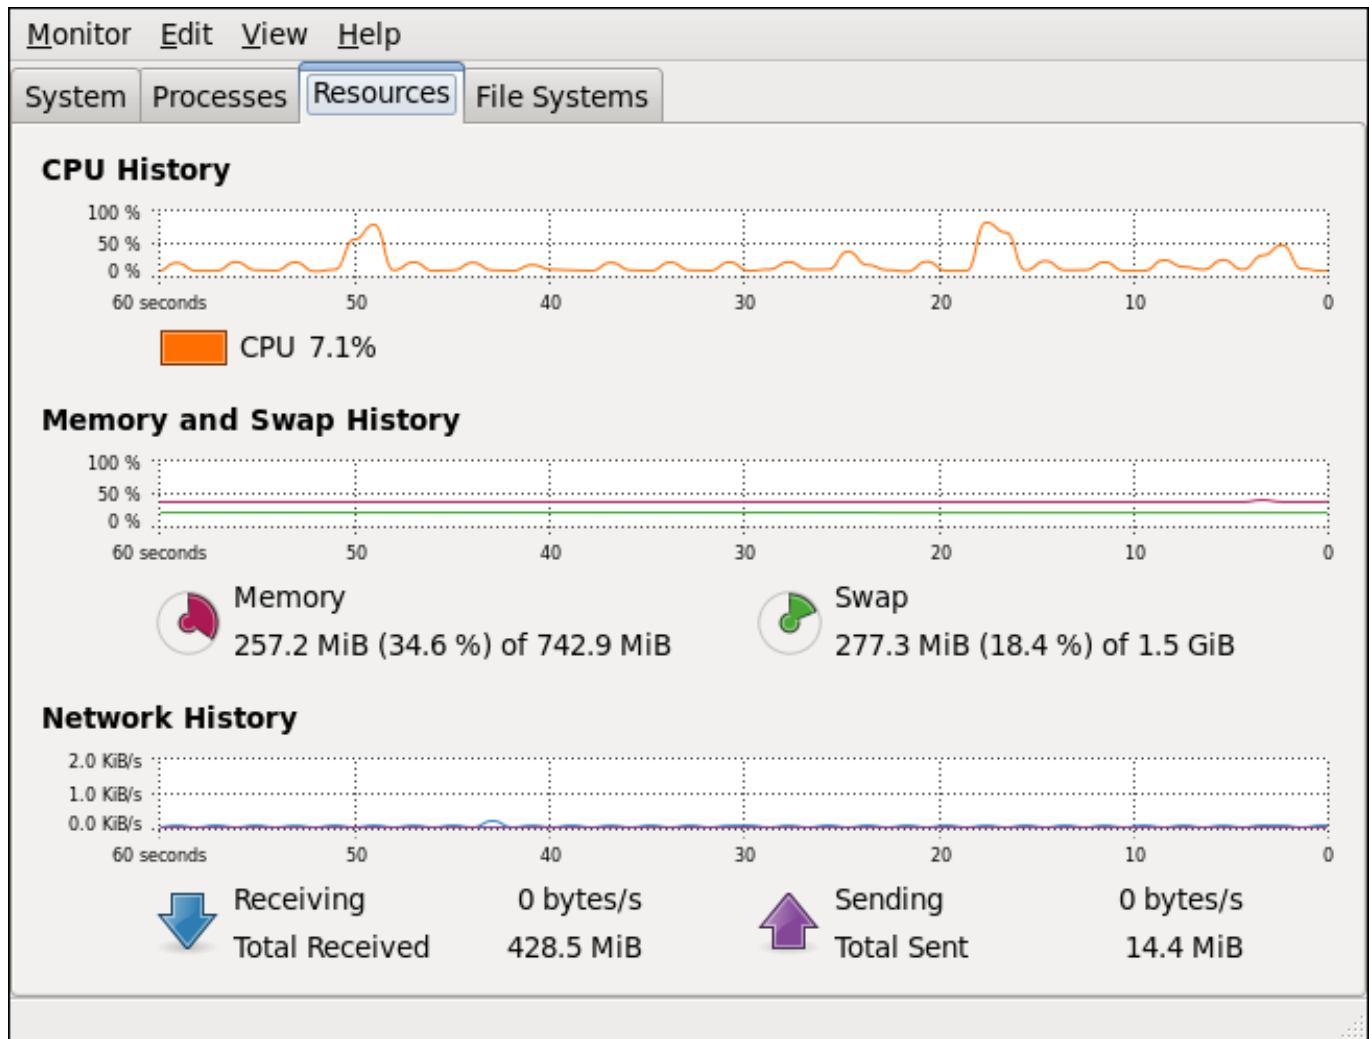 Monitor Edit View Help
System Processes Resources File Systems
CPU History
100 %
50 %
0 %
60 seconds 50 40 30 20 10 0
CPU 7.1%
Memory and Swap History
100 %
50 %
0 %
60 seconds 50 40 30 20 10 0
Memory Swap
257.2 MiB (34.6 %) of 742.9 MiB 277.3 MiB (18.4 %) of 1.5 GiB
Network History
2.0 KiB/s
1.0 KiB/s
0.0 KiB/s
60 seconds 50 40 30 20 10 0
Receiving 0 bytes/s Sending 0 bytes/s
Total Received 428.5 MiB Total Sent 14.4 MiB